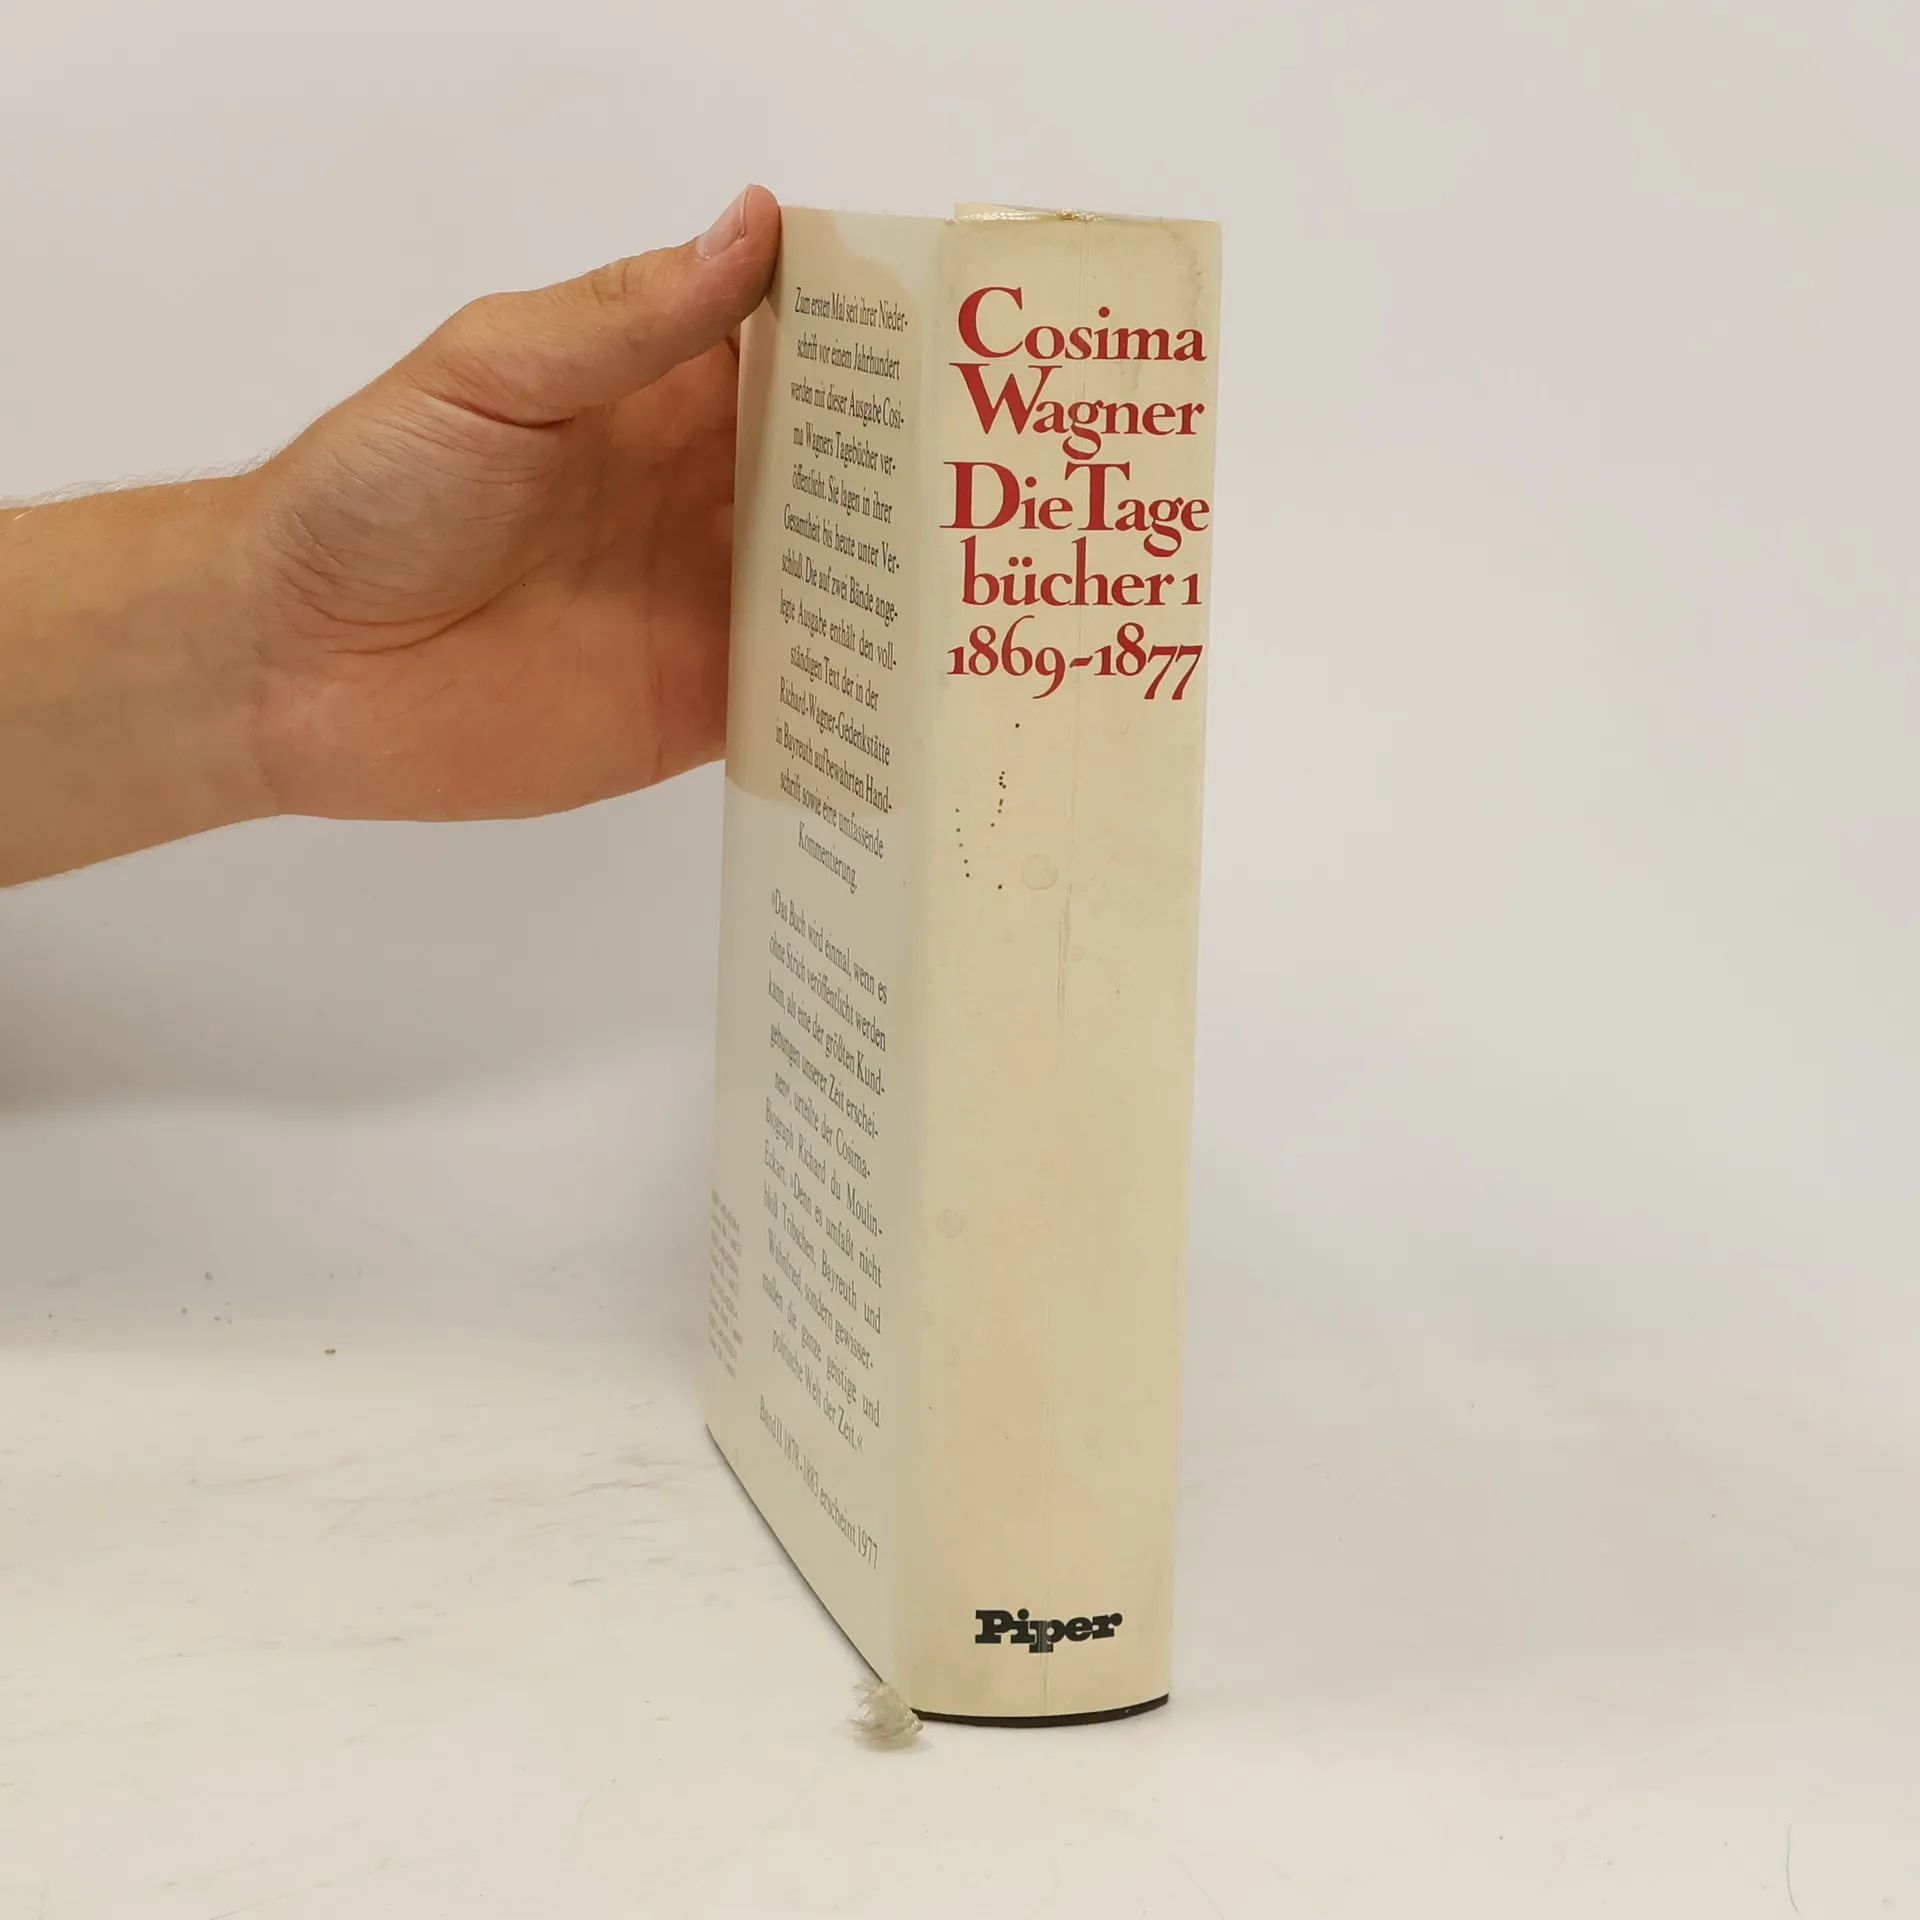 Zum ersten Mal seit ihrer Nieder-
schrift vor einem Jahrhundert
werden mit dieser Ausgabe Cosi-
ma Wagners Tagebücher ver-
öffentlicht. Sie lagen in ihrer
Gesamtheit bis heute unter Ver-
schluß. Die auf zwei Bände ange-
legte Ausgabe enthält den voll-
ständigen Text der in der
Richard-Wagner-Gedenkstätte
in Bayreuth aufbewahrten Hand-
schrift sowie eine umfassende
Kommentierung.
»Das Buch wird einmal, wenn es
ohne Strich veröffentlicht werden
kann, als eine der größten Kund-
gebungen unserer Zeit erschei-
nen«, urteilte der Cosima-
Biograph Richard du Moulin-
Eckart. »Denn es umfaßt nicht
bloß Tribschen, Bayreuth und
Wahnfried, sondern gewisser-
maßen die ganze geistige und
politische Welt der Zeit.«
Band II 1878-1883 erscheint 1977
Cosima
Wagner
Die Tage
bücher 1
1869-1877
Piper